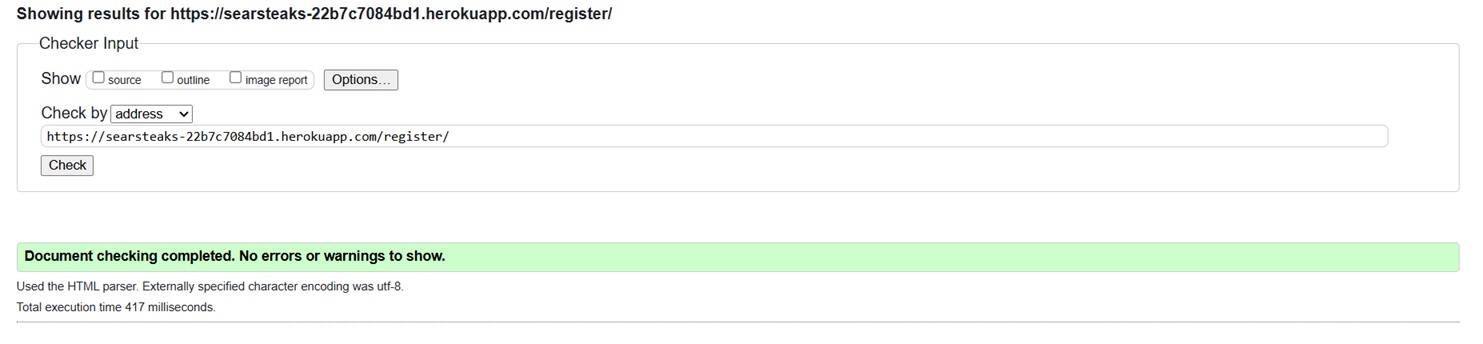 Showing results for https://searsteaks-22b7c7084bd1.herokuapp.com/register/
Checker Input
Show source outline image report Options...
Check by address
https://searsteaks-22b7c7084bd1.herokuapp.com/register/
Check
Document checking completed. No errors or warnings to show.
Used the HTML parser. Externally specified character encoding was utf-8.
Total execution time 417 milliseconds.